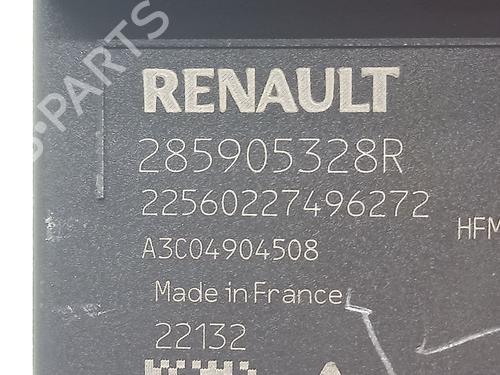 RENAULT
285905328R
22560227496272
HFM
A3C04904508
Made in France
22132
B-PARTS